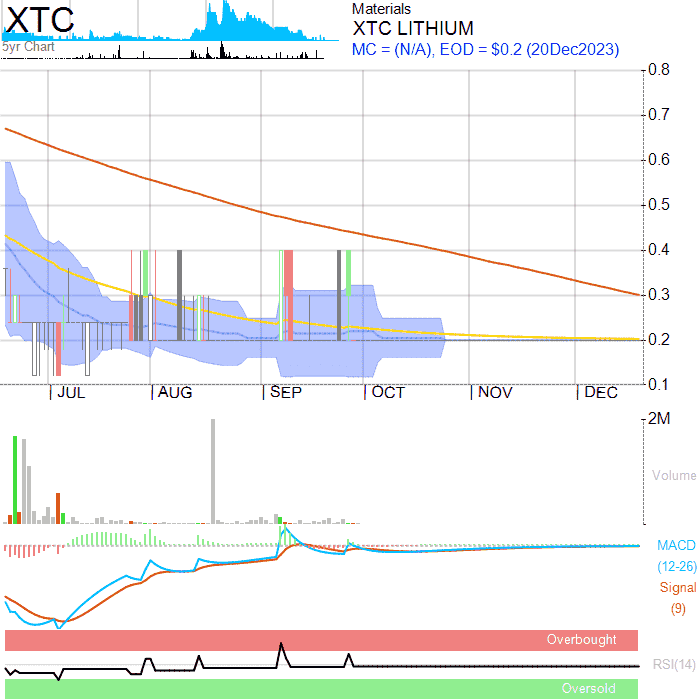 XTC
5yr Chart
Materials
XTC LITHIUM
MC = (N/A), EOD = $0.2 (20Dec2023)
0.8
0.7
0.6
0.5
0.4
0.3
0.2
0.1
JUL
AUG
SEP
OCT
NOV
DEC
2M
Volume
MACD
(12-26)
Signal
(9)
Overbought
RSI(14)
Oversold